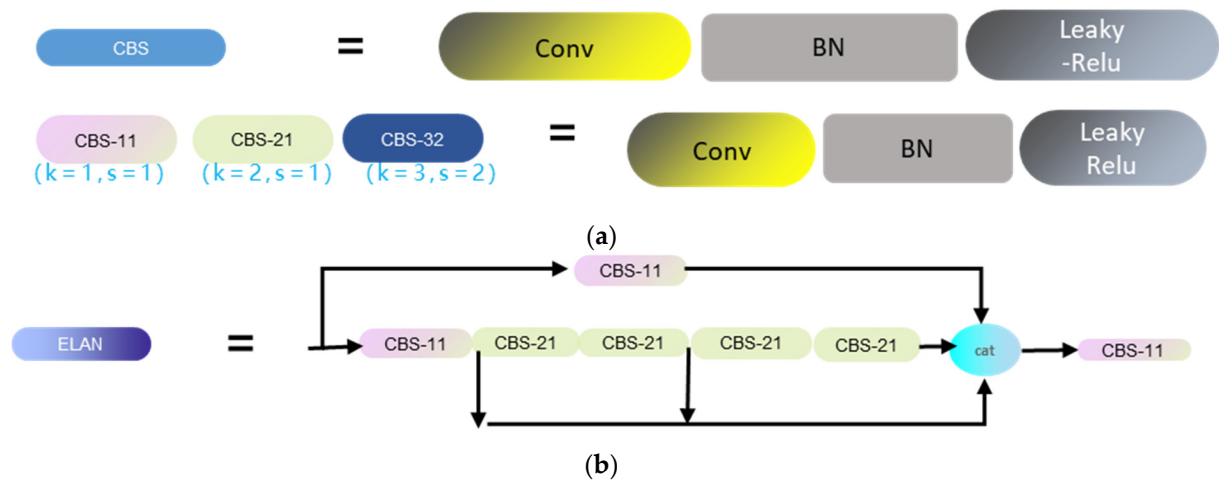 CBS = Conv BN Leaky
-Relu
CBS-11 CBS-21 CBS-32 = Conv BN Leaky
Relu
(k=1,s=1) (k=2,s=1) (k=3,s=2)
(a)
CBS-11
ELAN = CBS-11 CBS-21 CBS-21 CBS-21 CBS-21 cat CBS-11
(b)